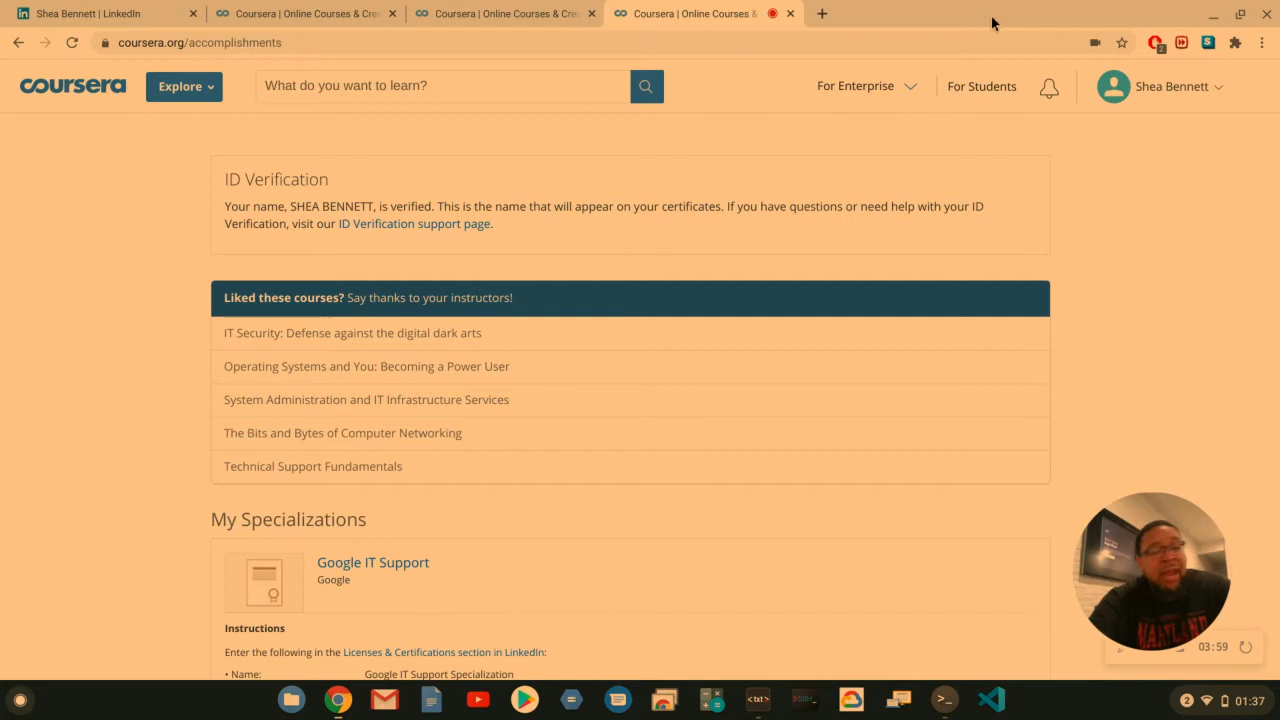 Shea Bennett | LinkedIn
Coursera | Online Courses & Cre
Coursera | Online Courses & Cre
Coursera | Online Courses &
coursera.org/accomplishments
2
coursera
Explore
What do you want to learn?
For Enterprise
For Students
Shea Bennett
ID Verification
Your name, SHEA BENNETT, is verified. This is the name that will appear on your certificates. If you have questions or need help with your ID
Verification, visit our ID Verification support page.
Liked these courses? Say thanks to your instructors!
IT Security: Defense against the digital dark arts
Operating Systems and You: Becoming a Power User
System Administration and IT Infrastructure Services
The Bits and Bytes of Computer Networking
Technical Support Fundamentals
My Specializations
Google IT Support
Google
Instructions
Enter the following in the Licenses & Certifications section in LinkedIn:
• Name: Google IT Support Specialization
MARYLAND
03:59
<txt>
SSH
>_
2
01:37